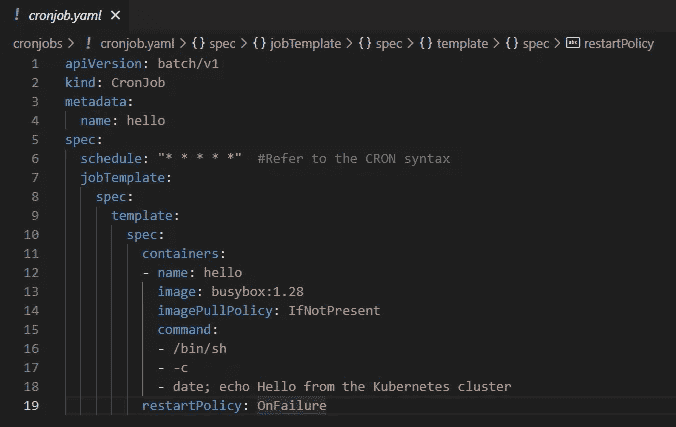 ! cronjob.yaml ×
cronjobs > ! cronjob.yaml > {} spec > {} jobTemplate > {} spec > {} template > {} spec > abc restartPolicy
1 apiVersion: batch/v1
2 kind: CronJob
3 metadata:
4   name: hello
5 spec:
6   schedule: "* * * * *"  #Refer to the CRON syntax
7   jobTemplate:
8     spec:
9       template:
10         spec:
11           containers:
12           - name: hello
13             image: busybox:1.28
14             imagePullPolicy: IfNotPresent
15             command:
16             - /bin/sh
17             - -c
18             - date; echo Hello from the Kubernetes cluster
19           restartPolicy: OnFailure